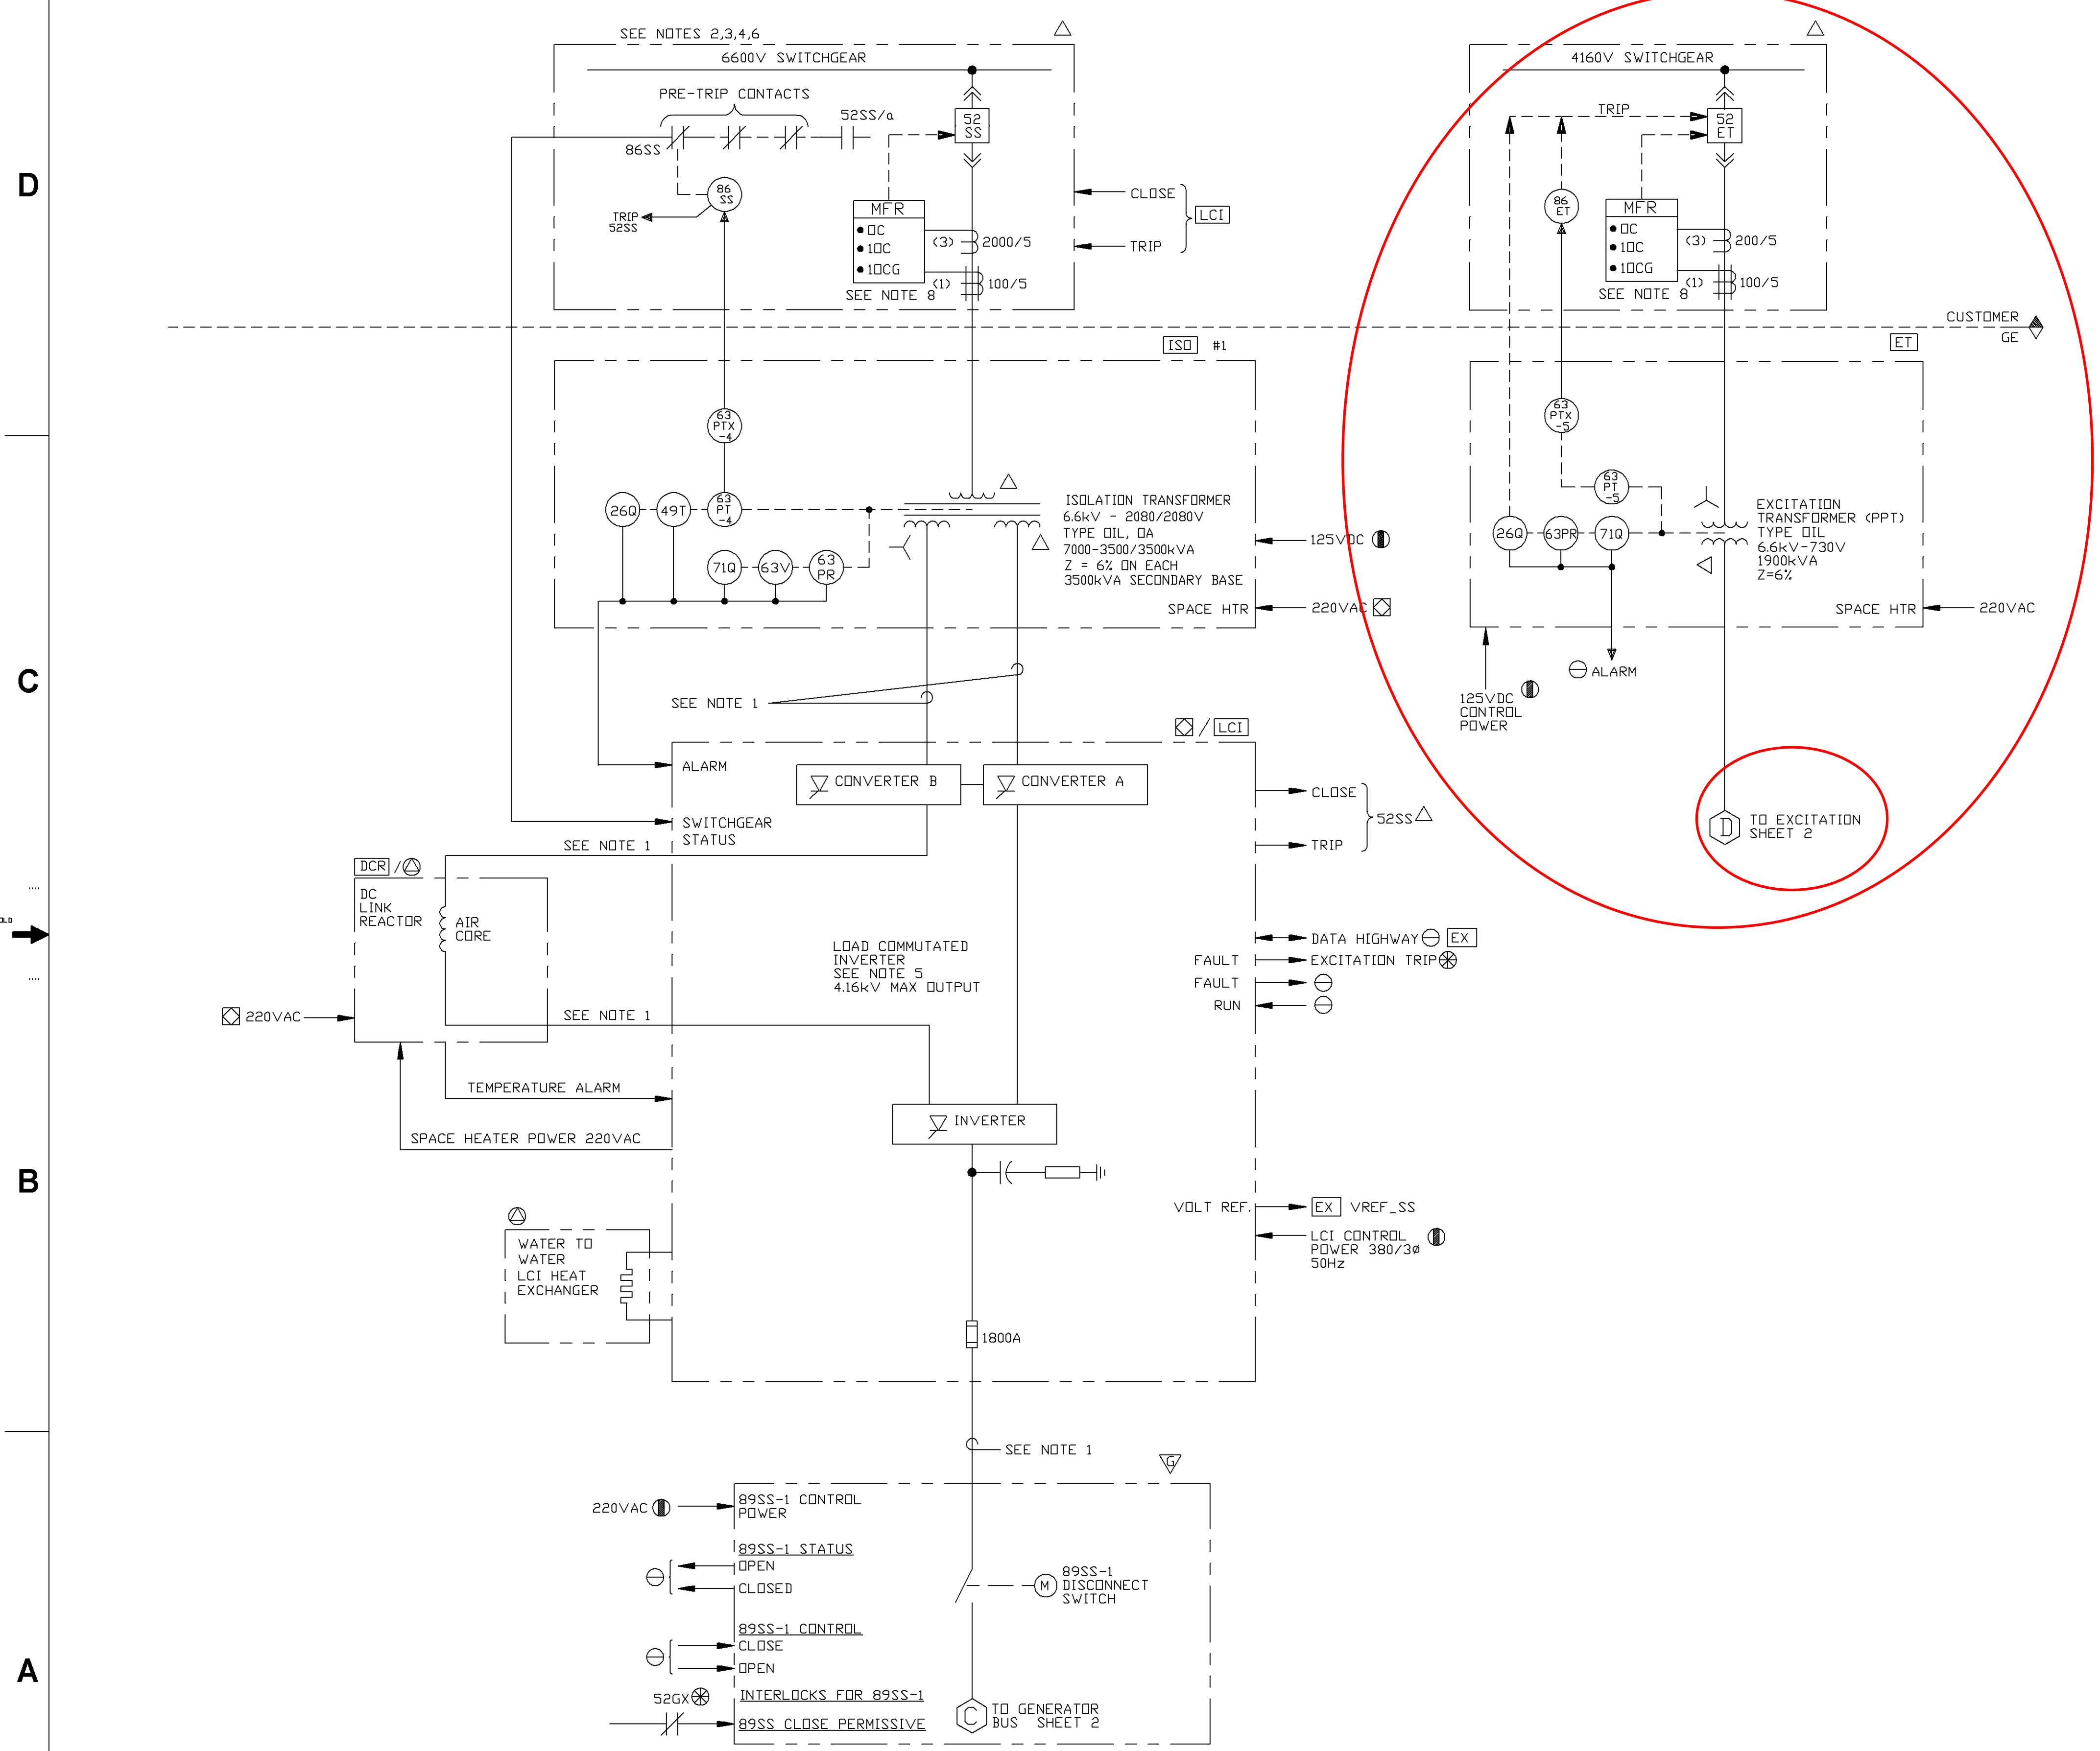 SEE NOTES 2,3,4,6
6600V SWITCHGEAR
PRE-TRIP CONTACTS
52SS/a
52
SS
86SS
86
SS
TRIP
52SS
MFR
OC
1OC
1OCG
(3)
2000/5
(1)
100/5
SEE NOTE 8
CLOSE
TRIP
LCI
4160V SWITCHGEAR
TRIP
52
ET
86
ET
MFR
OC
1OC
1OCG
(3)
200/5
(1)
100/5
SEE NOTE 8
CUSTOMER
GE
D
ISO #1
63
PTX
-4
26Q
49T
63
PT
-4
71Q
63V
63
PR
ISOLATION TRANSFORMER
6.6kV - 2080/2080V
TYPE OIL, OA
7000-3500/3500kVA
Z = 6% ON EACH
3500kVA SECONDARY BASE
125VDC
SPACE HTR
220VAC
ET
63
PTX
-5
63
PT
-5
26Q
63PR
71Q
EXCITATION
TRANSFORMER (PPT)
TYPE OIL
6.6kV-730V
1900kVA
Z=6%
SPACE HTR
220VAC
ALARM
125VDC
CONTROL
POWER
C
SEE NOTE 1
/ LCI
ALARM
CONVERTER B
CONVERTER A
SWITCHGEAR
STATUS
SEE NOTE 1
CLOSE
52SS
TRIP
D
TO EXCITATION
SHEET 2
DCR /
DC
LINK
REACTOR
AIR
CORE
LOAD COMMUTATED
INVERTER
SEE NOTE 5
4.16kV MAX OUTPUT
DATA HIGHWAY
EX
FAULT
EXCITATION TRIP
FAULT
RUN
220VAC
SEE NOTE 1
TEMPERATURE ALARM
SPACE HEATER POWER 220VAC
INVERTER
B
VOLT REF.
EX VREF_SS
LCI CONTROL
POWER 380/3ø
50Hz
WATER TO
WATER
LCI HEAT
EXCHANGER
1800A
SEE NOTE 1
G
220VAC
89SS-1 CONTROL
POWER
89SS-1 STATUS
OPEN
CLOSED
M
89SS-1
DISCONNECT
SWITCH
89SS-1 CONTROL
CLOSE
OPEN
A
52GX
INTERLOCKS FOR 89SS-1
89SS CLOSE PERMISSIVE
C
TO GENERATOR
BUS SHEET 2